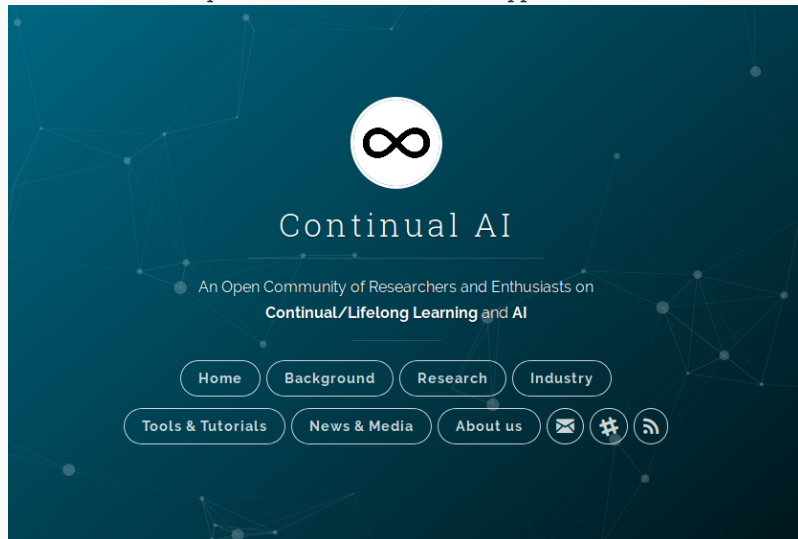 Continual AI
An Open Community of Researchers and Enthusiasts on
Continual/Lifelong Learning and AI
Home Background Research Industry
Tools & Tutorials News & Media About us